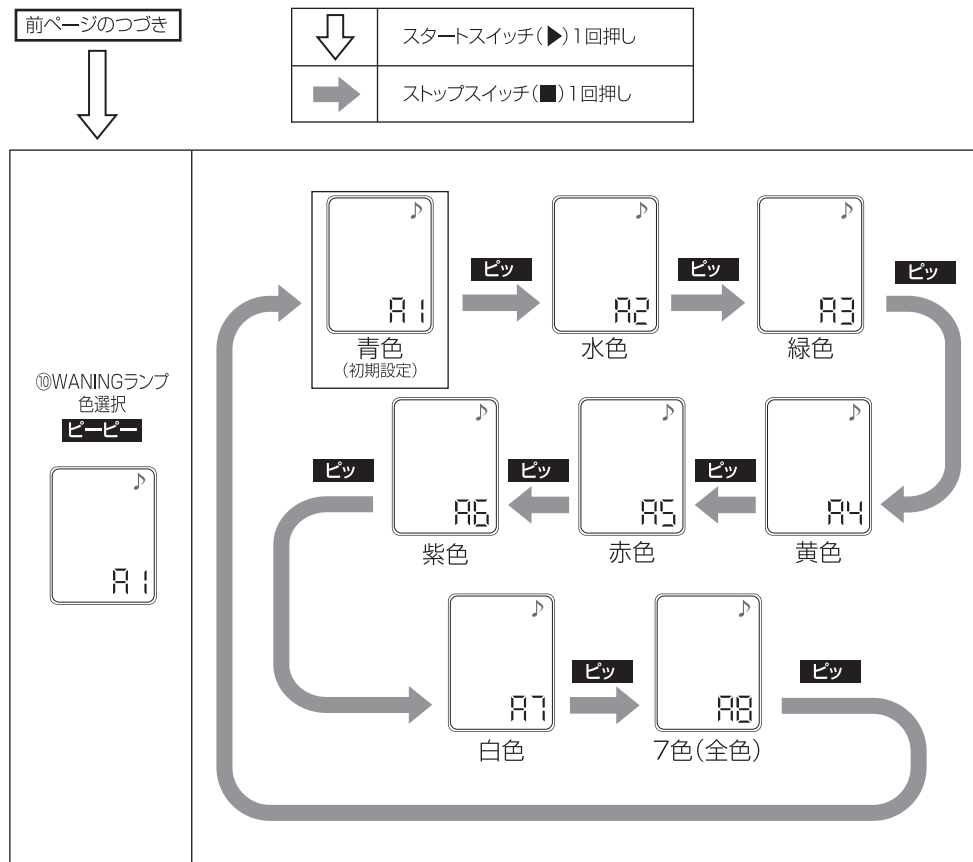 前ページのつづき
スタートスイッチ(▶)1回押し
ストップスイッチ(■)1回押し
⑩WANINGランプ
色選択
ピーピー
♪
A1
♪
A1
青色
(初期設定)
ピッ
♪
A2
水色
ピッ
♪
A3
緑色
ピッ
♪
A4
黄色
ピッ
♪
A5
赤色
ピッ
♪
A6
紫色
ピッ
♪
A7
白色
ピッ
♪
A8
7色(全色)
ピッ